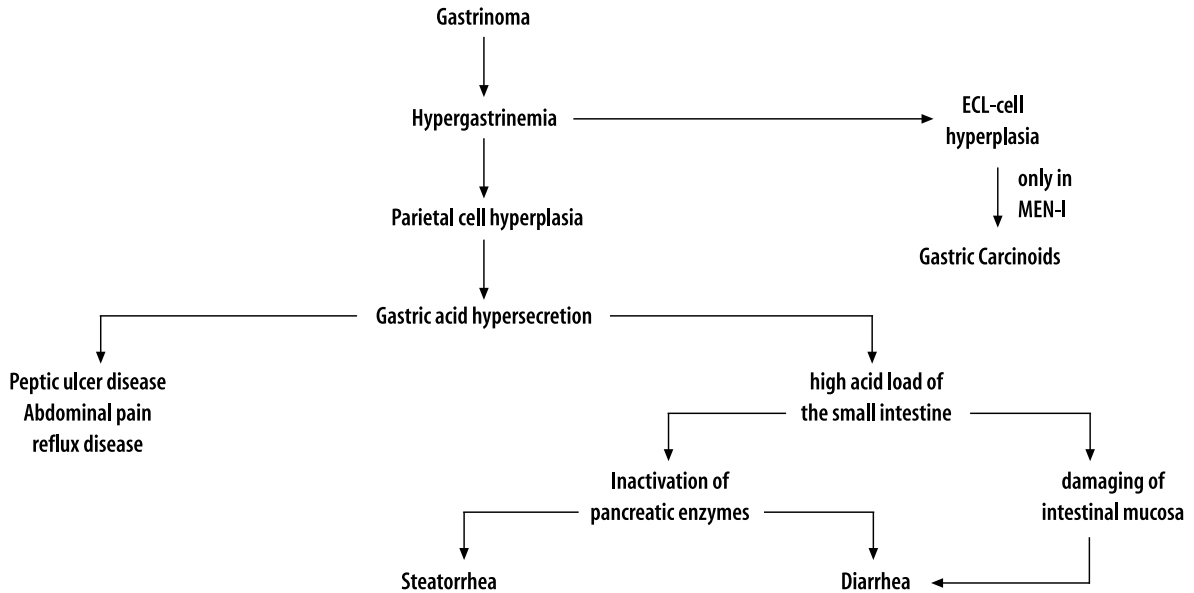 Gastrinoma
Hypergastrinemia
ECL-cell
hyperplasia
only in
MEN-I
Parietal cell hyperplasia
Gastric Carcinoids
Gastric acid hypersecretion
Peptic ulcer disease
Abdominal pain
reflux disease
high acid load of
the small intestine
Inactivation of
pancreatic enzymes
damaging of
intestinal mucosa
Steatorrhea
Diarrhea